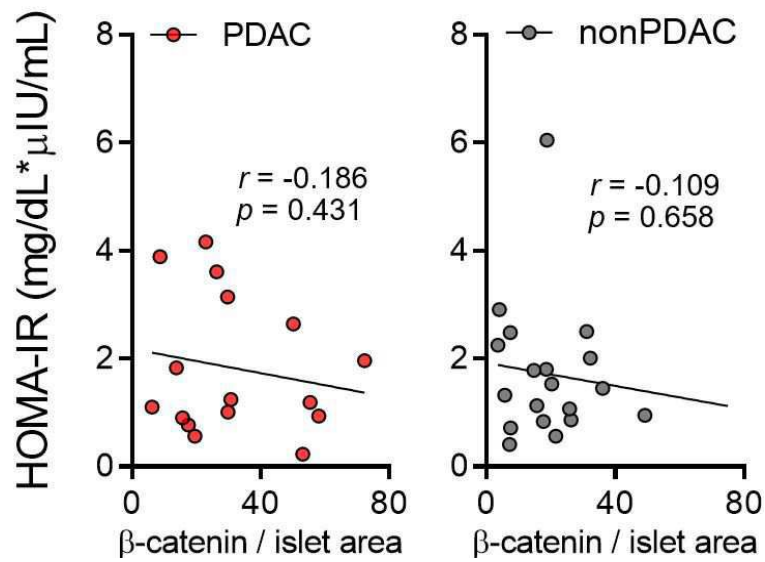 HOMA-IR (mg/dL*μIU/mL)
8
6
4
2
0
PDAC
r = -0.186
p = 0.431
0 40 80
β-catenin / islet area
8
6
4
2
0
nonPDAC
r = -0.109
p = 0.658
0 40 80
β-catenin / islet area